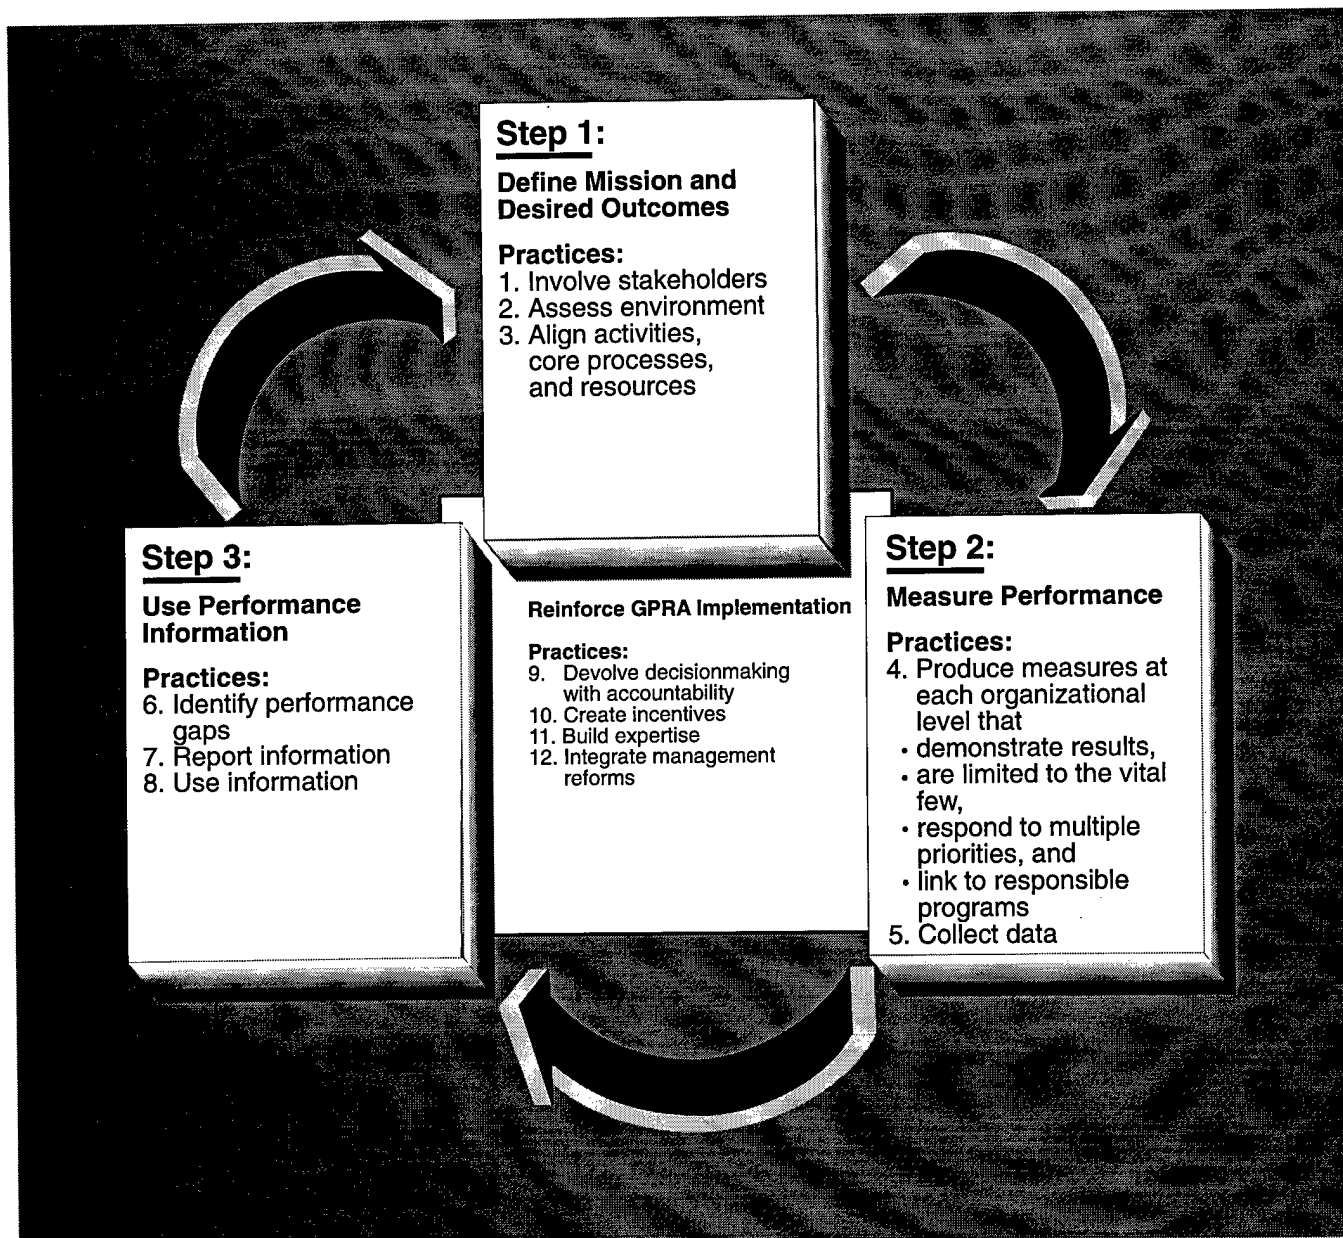 Step 1:
Define Mission and
Desired Outcomes
Practices:
1. Involve stakeholders
2. Assess environment
3. Align activities,
core processes,
and resources
Step 2:
Measure Performance
Practices:
4. Produce measures at
each organizational
level that
• demonstrate results,
• are limited to the vital
few,
• respond to multiple
priorities, and
• link to responsible
programs
5. Collect data
Step 3:
Use Performance
Information
Practices:
6. Identify performance
gaps
7. Report information
8. Use information
Reinforce GPRA Implementation
Practices:
9. Devolve decisionmaking
with accountability
10. Create incentives
11. Build expertise
12. Integrate management
reforms